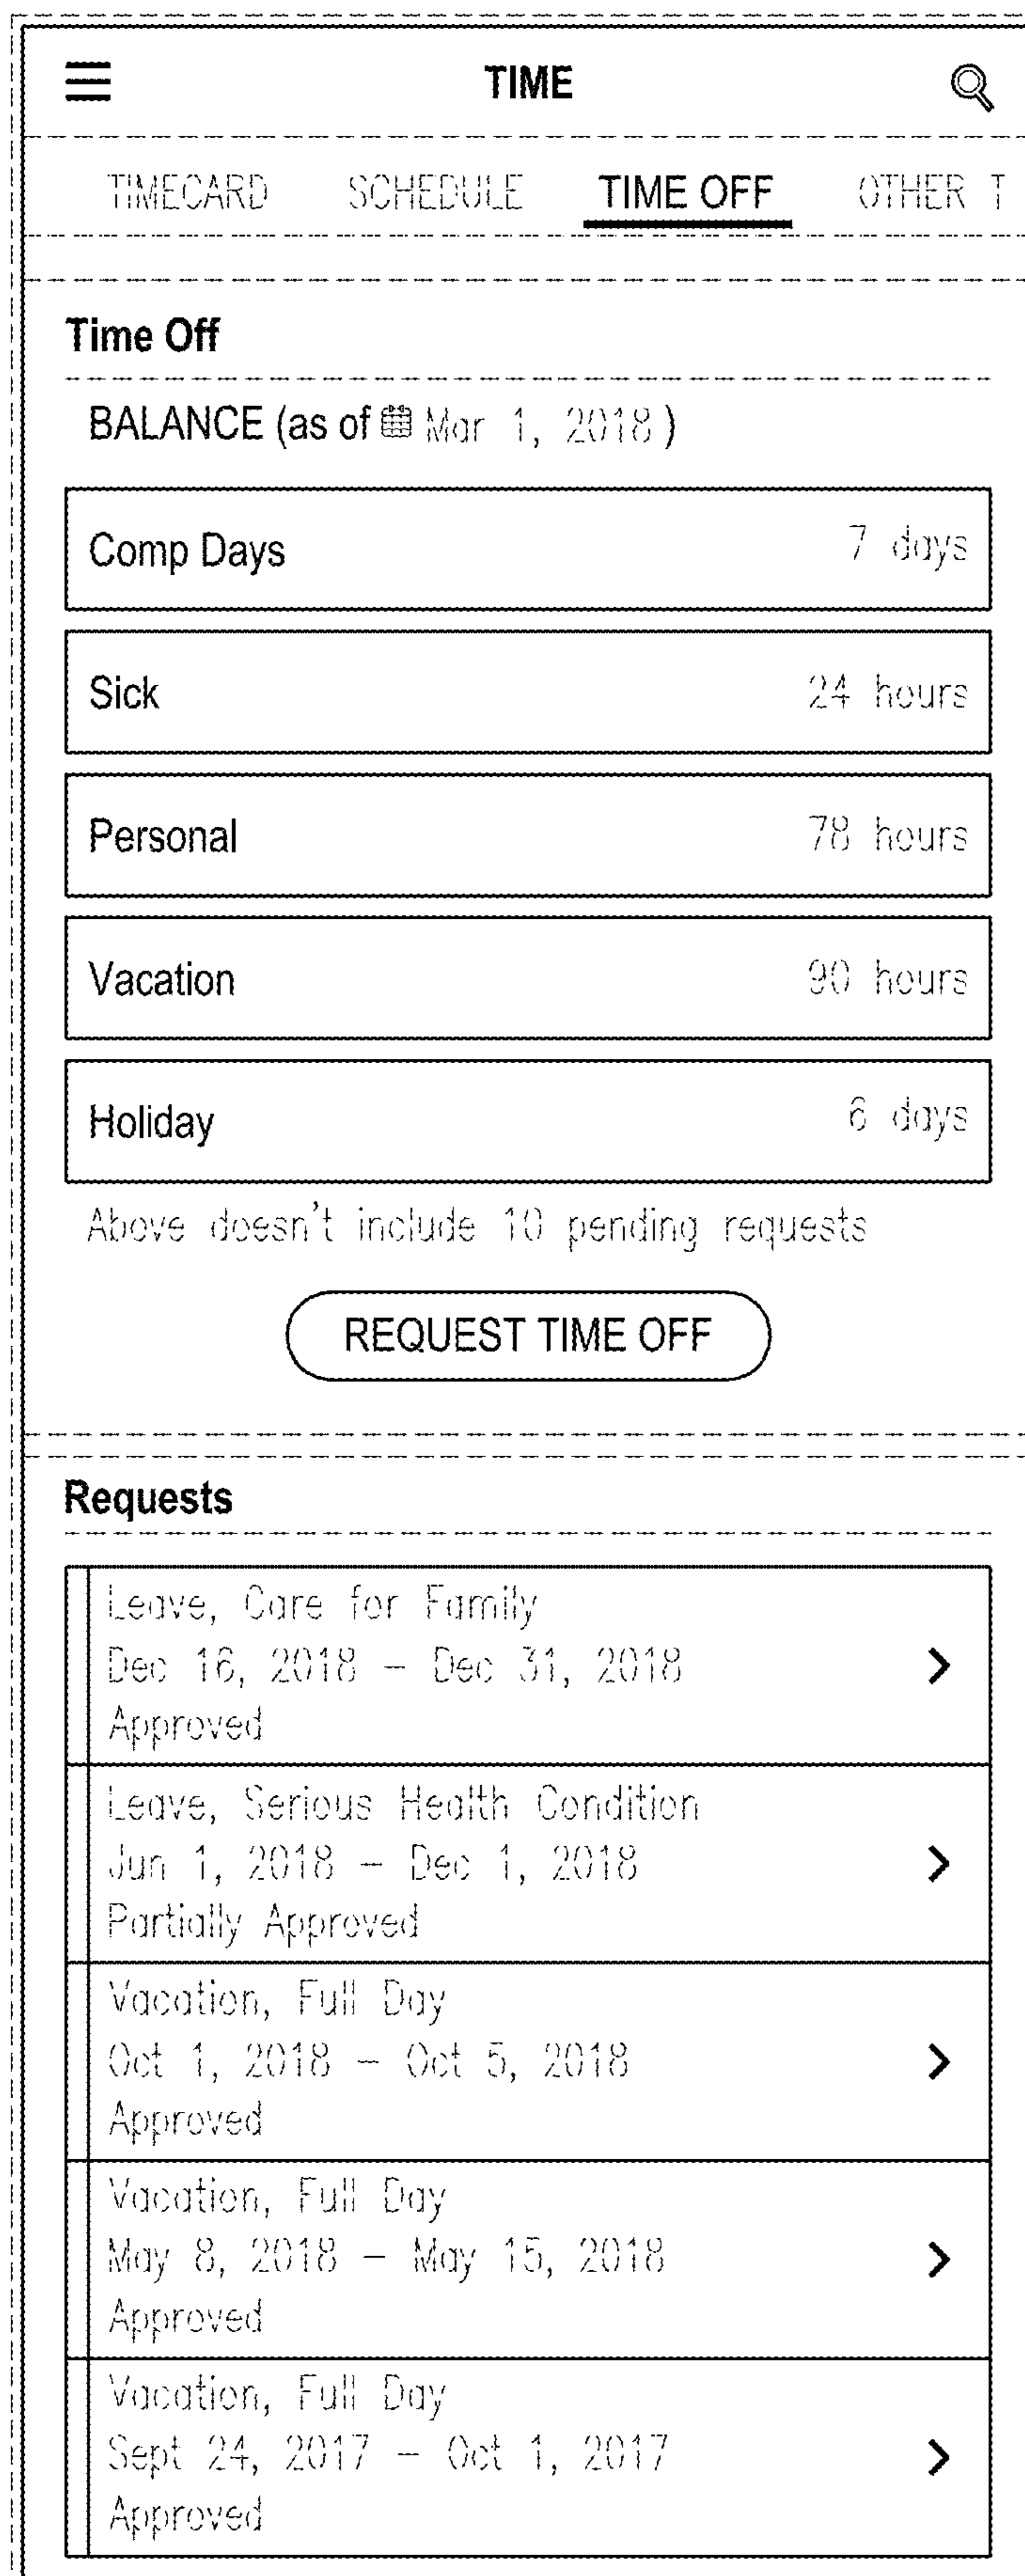 TIME
TIMECARD SCHEDULE TIME OFF OTHER T
Time Off
BALANCE (as of Mar 1, 2018)
Comp Days 7 days
Sick 24 hours
Personal 78 hours
Vacation 90 hours
Holiday 6 days
Above doesn't include 10 pending requests
REQUEST TIME OFF
Requests
Leave, Care for Family
Dec 16, 2018 – Dec 31, 2018
Approved
Leave, Serious Health Condition
Jun 1, 2018 – Dec 1, 2018
Partially Approved
Vacation, Full Day
Oct 1, 2018 – Oct 5, 2018
Approved
Vacation, Full Day
May 8, 2018 – May 15, 2018
Approved
Vacation, Full Day
Sept 24, 2017 – Oct 1, 2017
Approved